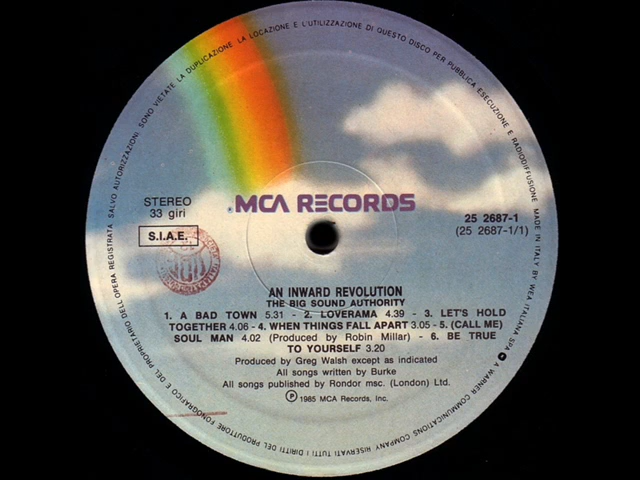 SONO VIETATE LA DUPLICAZIONE, LA LOCAZIONE E L'UTILIZZAZIONE DI QUESTO DISCO PER PUBBLICA ESECUZIONE E RADIODIFFUSIONE MADE IN ITALY BY WEA ITALIANA SPA A WARNER COMMUNICATIONS COMPANY RISERVATI TUTTI I DIRITTI DEL PRODUTTORE FONOGRAFICO E DEL PROPRIETARIO DELL'OPERA REGISTRATA SALVO AUTORIZZAZIONI
MCA RECORDS
STEREO
33 giri
S.I.A.E.
25 2687-1
(25 2687-1/1)
AN INWARD REVOLUTION
THE BIG SOUND AUTHORITY
1. A BAD TOWN 5.31 - 2. LOVERAMA 4.39 - 3. LET'S HOLD
TOGETHER 4.06 - 4. WHEN THINGS FALL APART 3.05 - 5. (CALL ME)
SOUL MAN 4.02 (Produced by Robin Millar) - 6. BE TRUE
TO YOURSELF 3.20
Produced by Greg Walsh except as indicated
All songs written by Burke
All songs published by Rondor msc. (London) Ltd.
Ⓟ 1985 MCA Records, Inc.